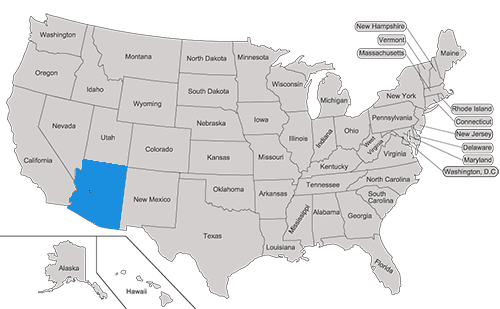 New Hampshire
Vermont
Massachusetts
Washington
Montana
North Dakota
Minnesota
Maine
Oregon
Idaho
Wyoming
South Dakota
Wisconsin
Michigan
New York
Rhode Island
Connecticut
New Jersey
Delaware
Maryland
Washington, D.C
Nevada
Utah
Colorado
Nebraska
Iowa
Illinois
Indiana
Ohio
Pennsylvania
West
Virginia
Virginia
California
Kansas
Missouri
Kentucky
New Mexico
Oklahoma
Arkansas
Tennessee
North Carolina
South
Carolina
Texas
Louisiana
Mississippi
Alabama
Georgia
Florida
Alaska
Hawaii